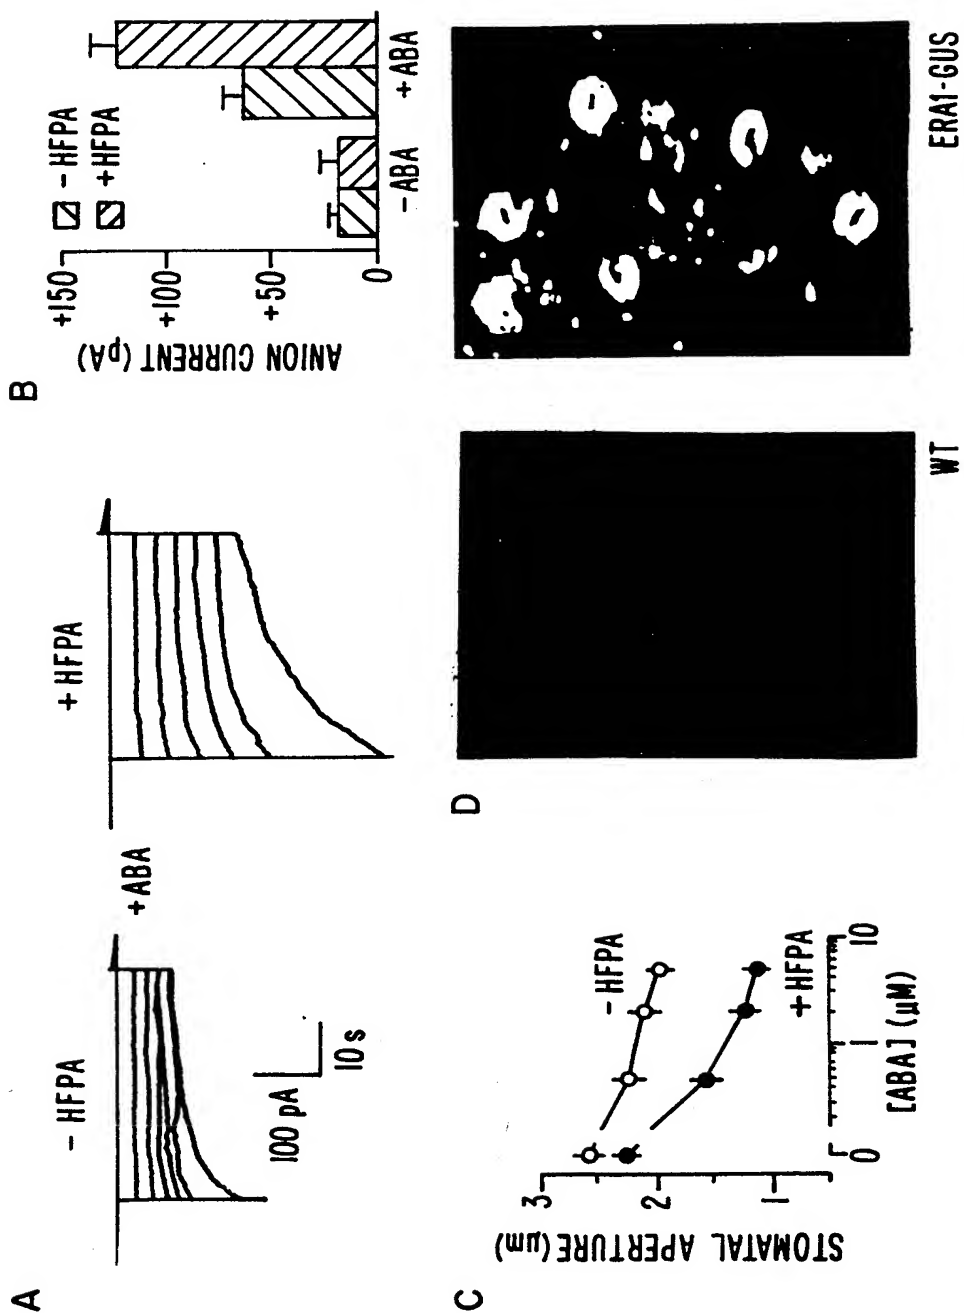 A
- HFPA
+ABA
100 pA
10 s
+HFPA
B
ANION CURRENT (pA)
+150
+100
+50
0
- HFPA
+HFPA
-ABA
+ABA
C
STOMATAL APERTURE (μm)
3
2
1
- HFPA
+HFPA
0
1
10
[ABA] (μM)
D
WT
ERA1-GUS